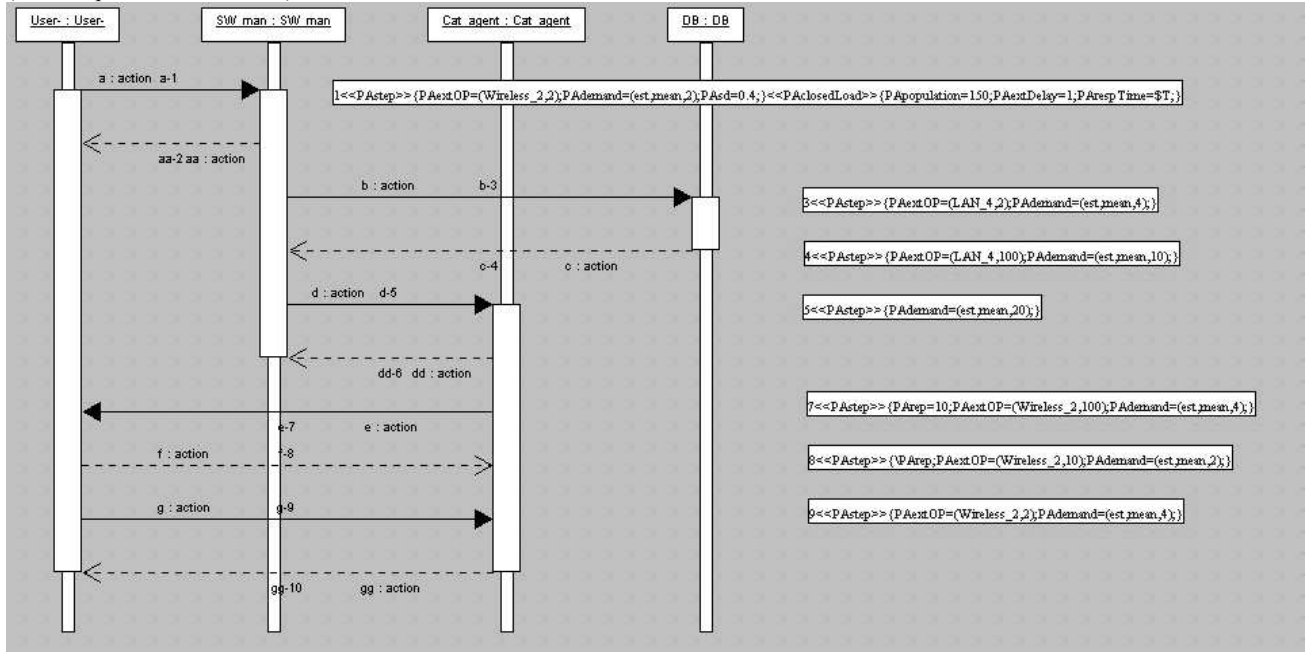 User- : User-
SW man : SW man
Cat agent : Cat agent
DB : DB
a : action a-1
1<<PAstep>>{PAextOP=(Wireless_2,2);PAdemand=(est,mean,2);PAsd=0.4;}<<PAclosedLoad>>{PApopulation=150;PAextDelay=1;PArespTime=$T;}
aa-2 aa : action
b : action b-3
3<<PAstep>>{PAextOP=(LAN_4,2);PAdemand=(est,mean,4);}
c-4 c : action
4<<PAstep>>{PAextOP=(LAN_4,100);PAdemand=(est,mean,10);}
d : action d-5
5<<PAstep>>{PAdemand=(est,mean,20);}
dd-6 dd : action
7<<PAstep>>{PArep=10;PAextOP=(Wireless_2,100);PAdemand=(est,mean,4);}
e-7 e : action
f : action f-8
8<<PAstep>>{\PArep;PAextOP=(Wireless_2,10);PAdemand=(est,mean,2);}
g : action g-9
9<<PAstep>>{PAextOP=(Wireless_2,2);PAdemand=(est,mean,4);}
gg-10 gg : action